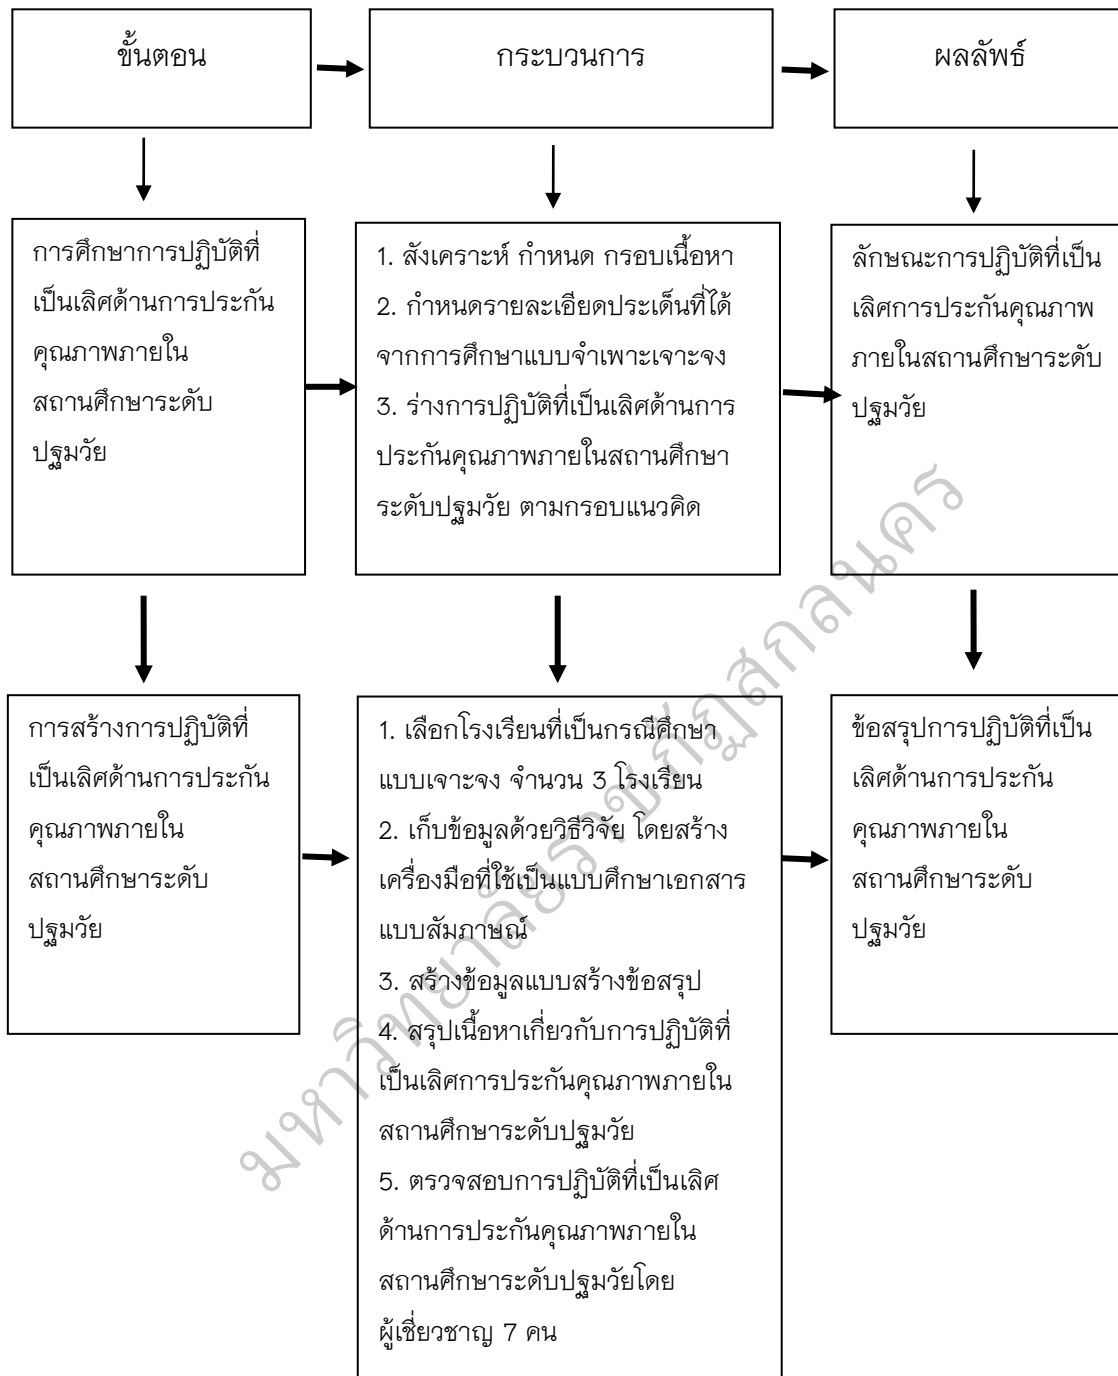 ขั้นตอน
กระบวนการ
ผลลัพธ์
การศึกษาการปฏิบัติที่
เป็นเลิศด้านการประกัน
คุณภาพภายใน
สถานศึกษาระดับ
ปฐมวัย
1. สังเคราะห์ กำหนด กรอบเนื้อหา
2. กำหนดรายละเอียดประเด็นที่ได้
จากการศึกษาแบบจำเพาะเจาะจง
3. ร่างการปฏิบัติที่เป็นเลิศด้านการ
ประกันคุณภาพภายในสถานศึกษา
ระดับปฐมวัย ตามกรอบแนวคิด
ลักษณะการปฏิบัติที่เป็น
เลิศการประกันคุณภาพ
ภายในสถานศึกษาระดับ
ปฐมวัย
การสร้างการปฏิบัติที่
เป็นเลิศด้านการประกัน
คุณภาพภายใน
สถานศึกษาระดับ
ปฐมวัย
1. เลือกโรงเรียนที่เป็นกรณีศึกษา
แบบเจาะจง จำนวน 3 โรงเรียน
2. เก็บข้อมูลด้วยวิธีวิจัย โดยสร้าง
เครื่องมือที่ใช้เป็นแบบศึกษาเอกสาร
แบบสัมภาษณ์
3. สร้างข้อมูลแบบสร้างข้อสรุป
4. สรุปเนื้อหาเกี่ยวกับการปฏิบัติที่
เป็นเลิศการประกันคุณภาพภายใน
สถานศึกษาระดับปฐมวัย
5. ตรวจสอบการปฏิบัติที่เป็นเลิศ
ด้านการประกันคุณภาพภายใน
สถานศึกษาระดับปฐมวัยโดย
ผู้เชี่ยวชาญ 7 คน
ข้อสรุปการปฏิบัติที่เป็น
เลิศด้านการประกัน
คุณภาพภายใน
สถานศึกษาระดับ
ปฐมวัย
มหาวิทยาลัยราชภัฏสกลนคร